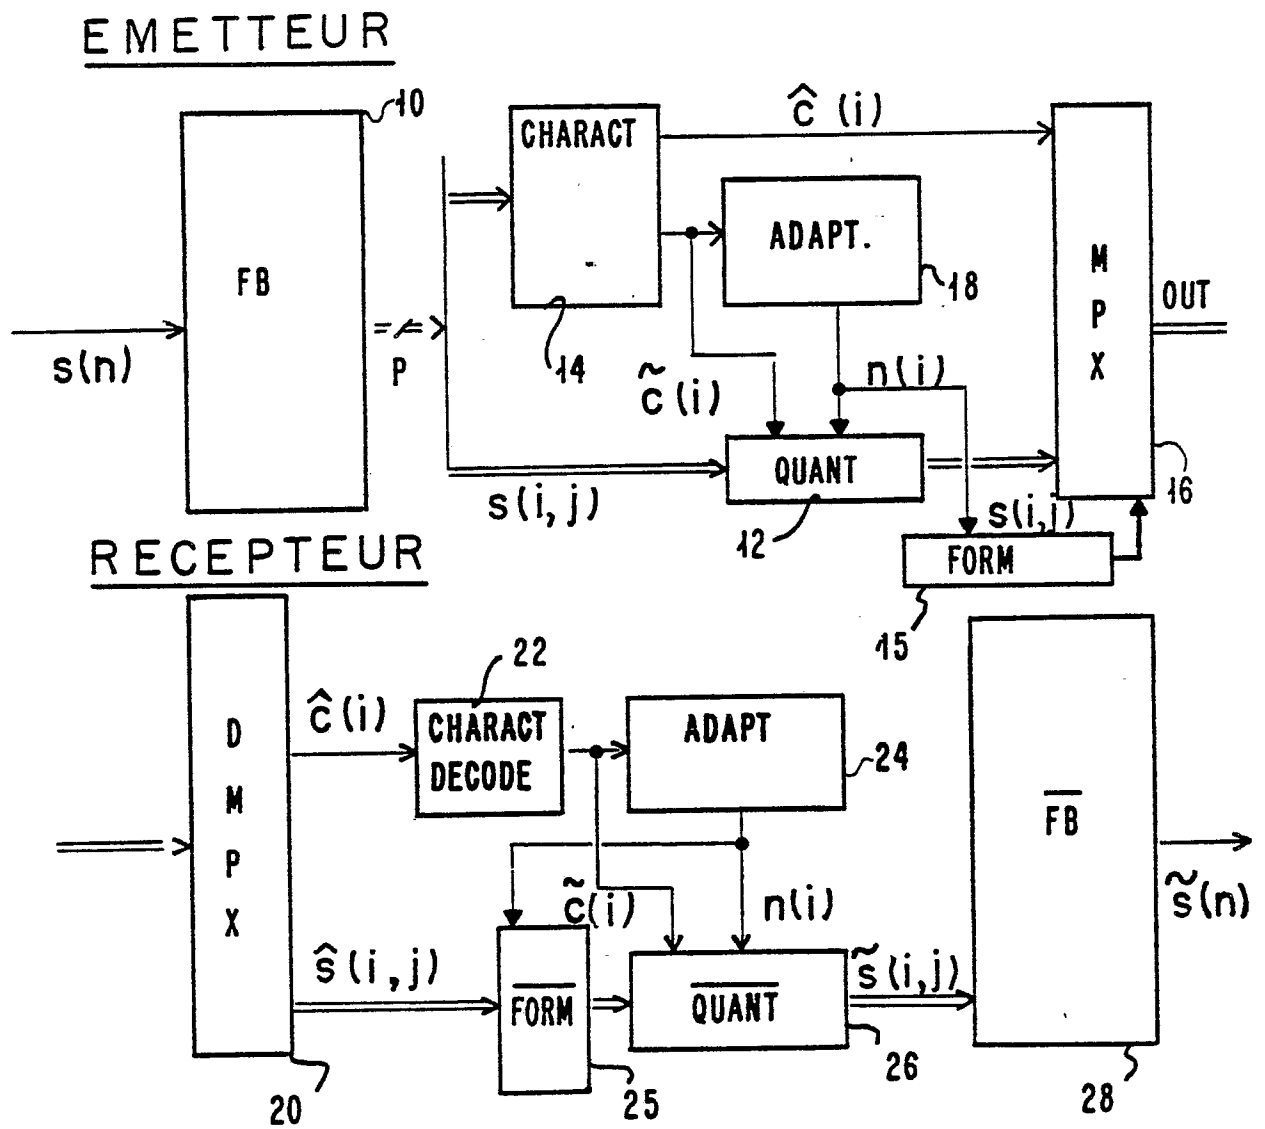 EMETTEUR
10
FB
s(n)
P
CHARACT
14
ĉ(i)
ADAPT.
18
c̃(i)
n(i)
QUANT
12
s(i,j)
s(i,j)
M
P
X
16
OUT
FORM
15
RECEPTEUR
D
M
P
X
20
ĉ(i)
22
CHARACT
DECODE
ADAPT
24
c̃(i)
n(i)
ŝ(i,j)
F̅O̅R̅M̅
25
Q̅U̅A̅N̅T̅
26
s̃(i,j)
F̅B̅
28
s̃(n)